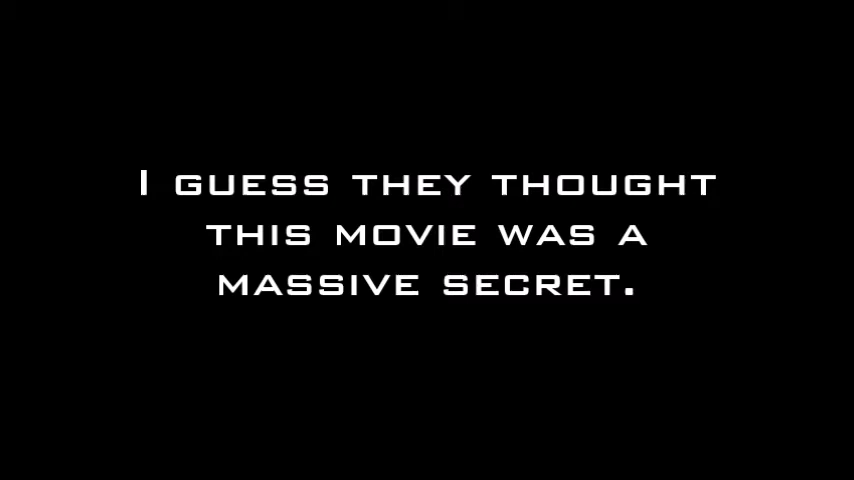 I GUESS THEY THOUGHT
THIS MOVIE WAS A
MASSIVE SECRET.